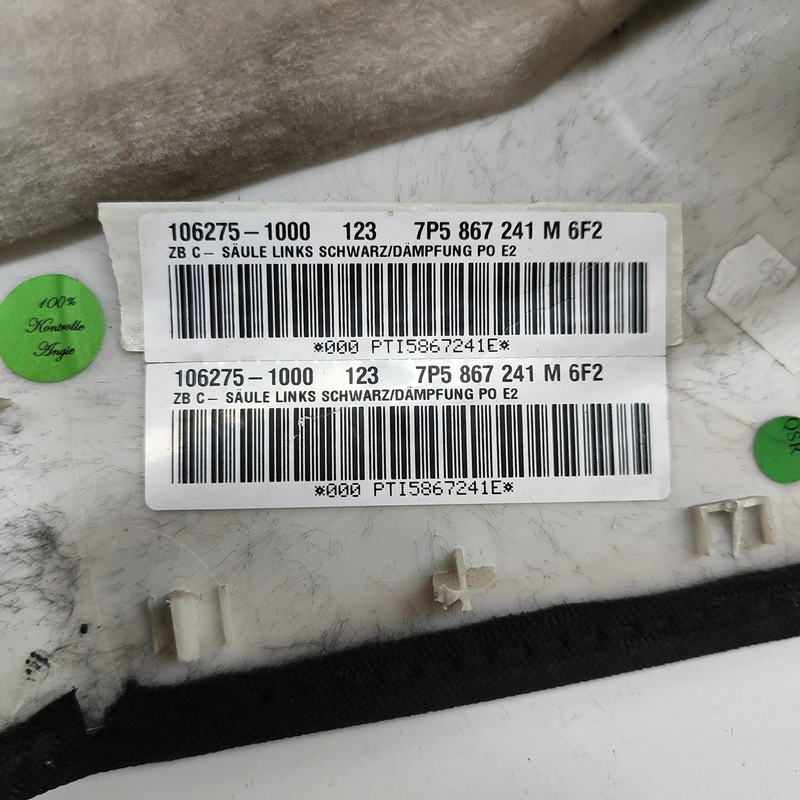 106275-1000 123 7P5 867 241 M 6F2
ZB C- SÄULE LINKS SCHWARZ/DÄMPFUNG PO E2
*000 PTI5867241E*
106275-1000 123 7P5 867 241 M 6F2
ZB C- SÄULE LINKS SCHWARZ/DÄMPFUNG PO E2
*000 PTI5867241E*
100%
Kontrolle
Angie
QSR